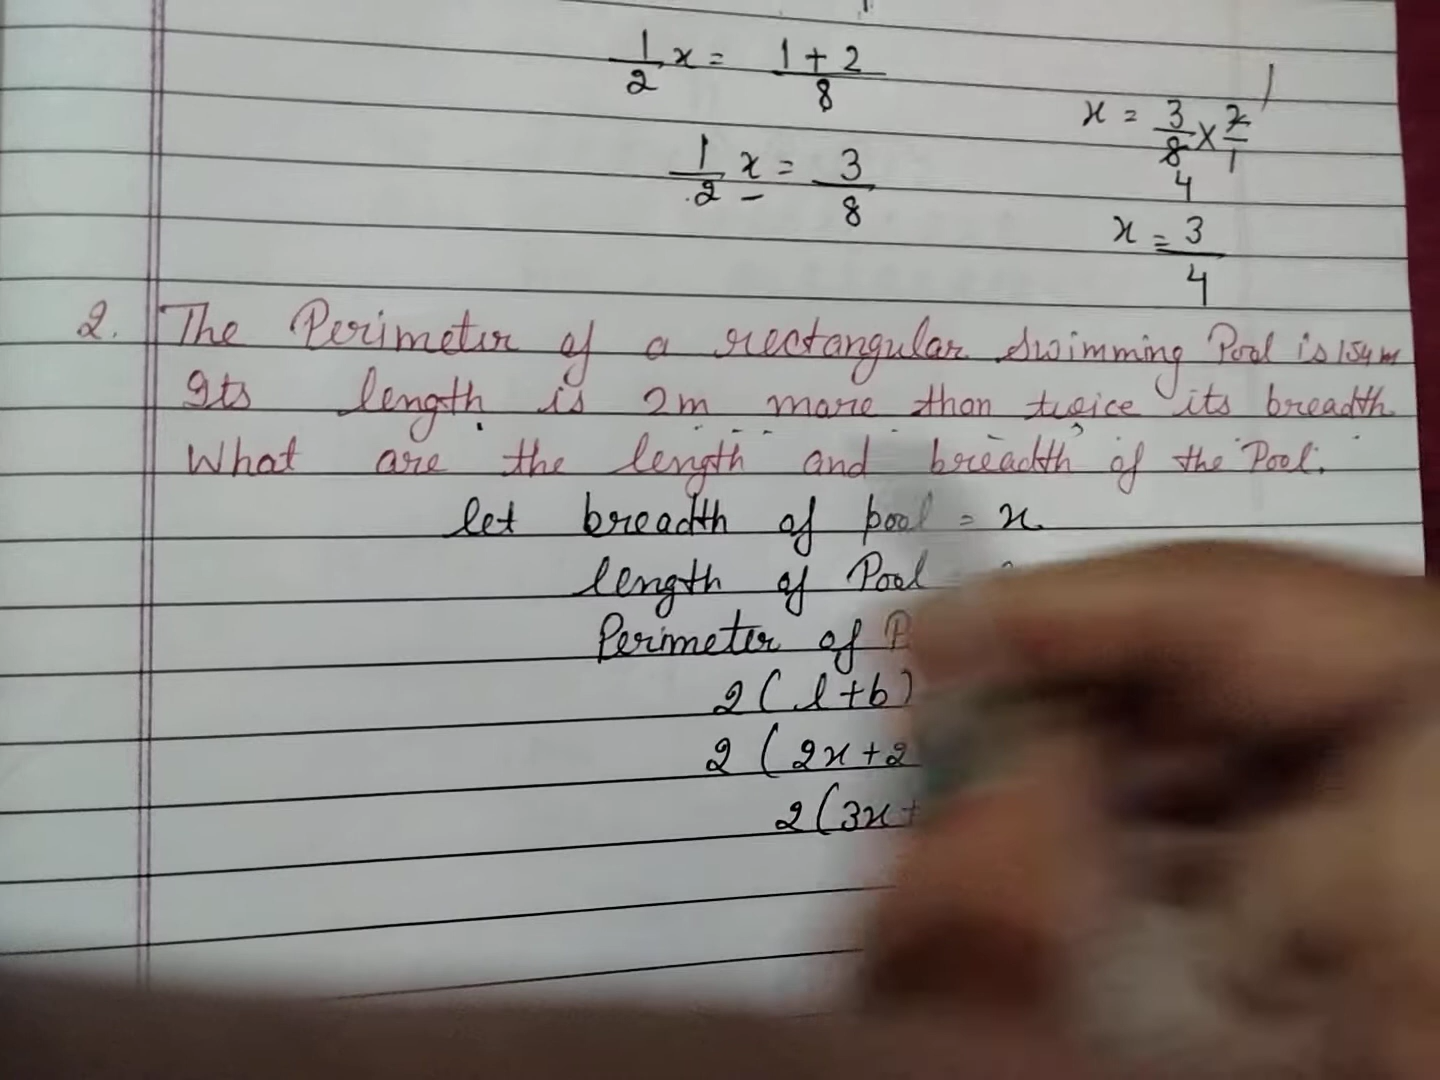 1/2 x = 1+2/8
x = 3/8 × 2/1 1
4
1/2 x = 3/8
x = 3/4
2. The Perimeter of a rectangular swimming Pool is 154m
Its length is 2m more than twice its breadth
What are the length and breadth of the Pool.
let breadth of pool = x
length of Pool
Perimeter of
2(l+b)
2(2x+2
2(3x+